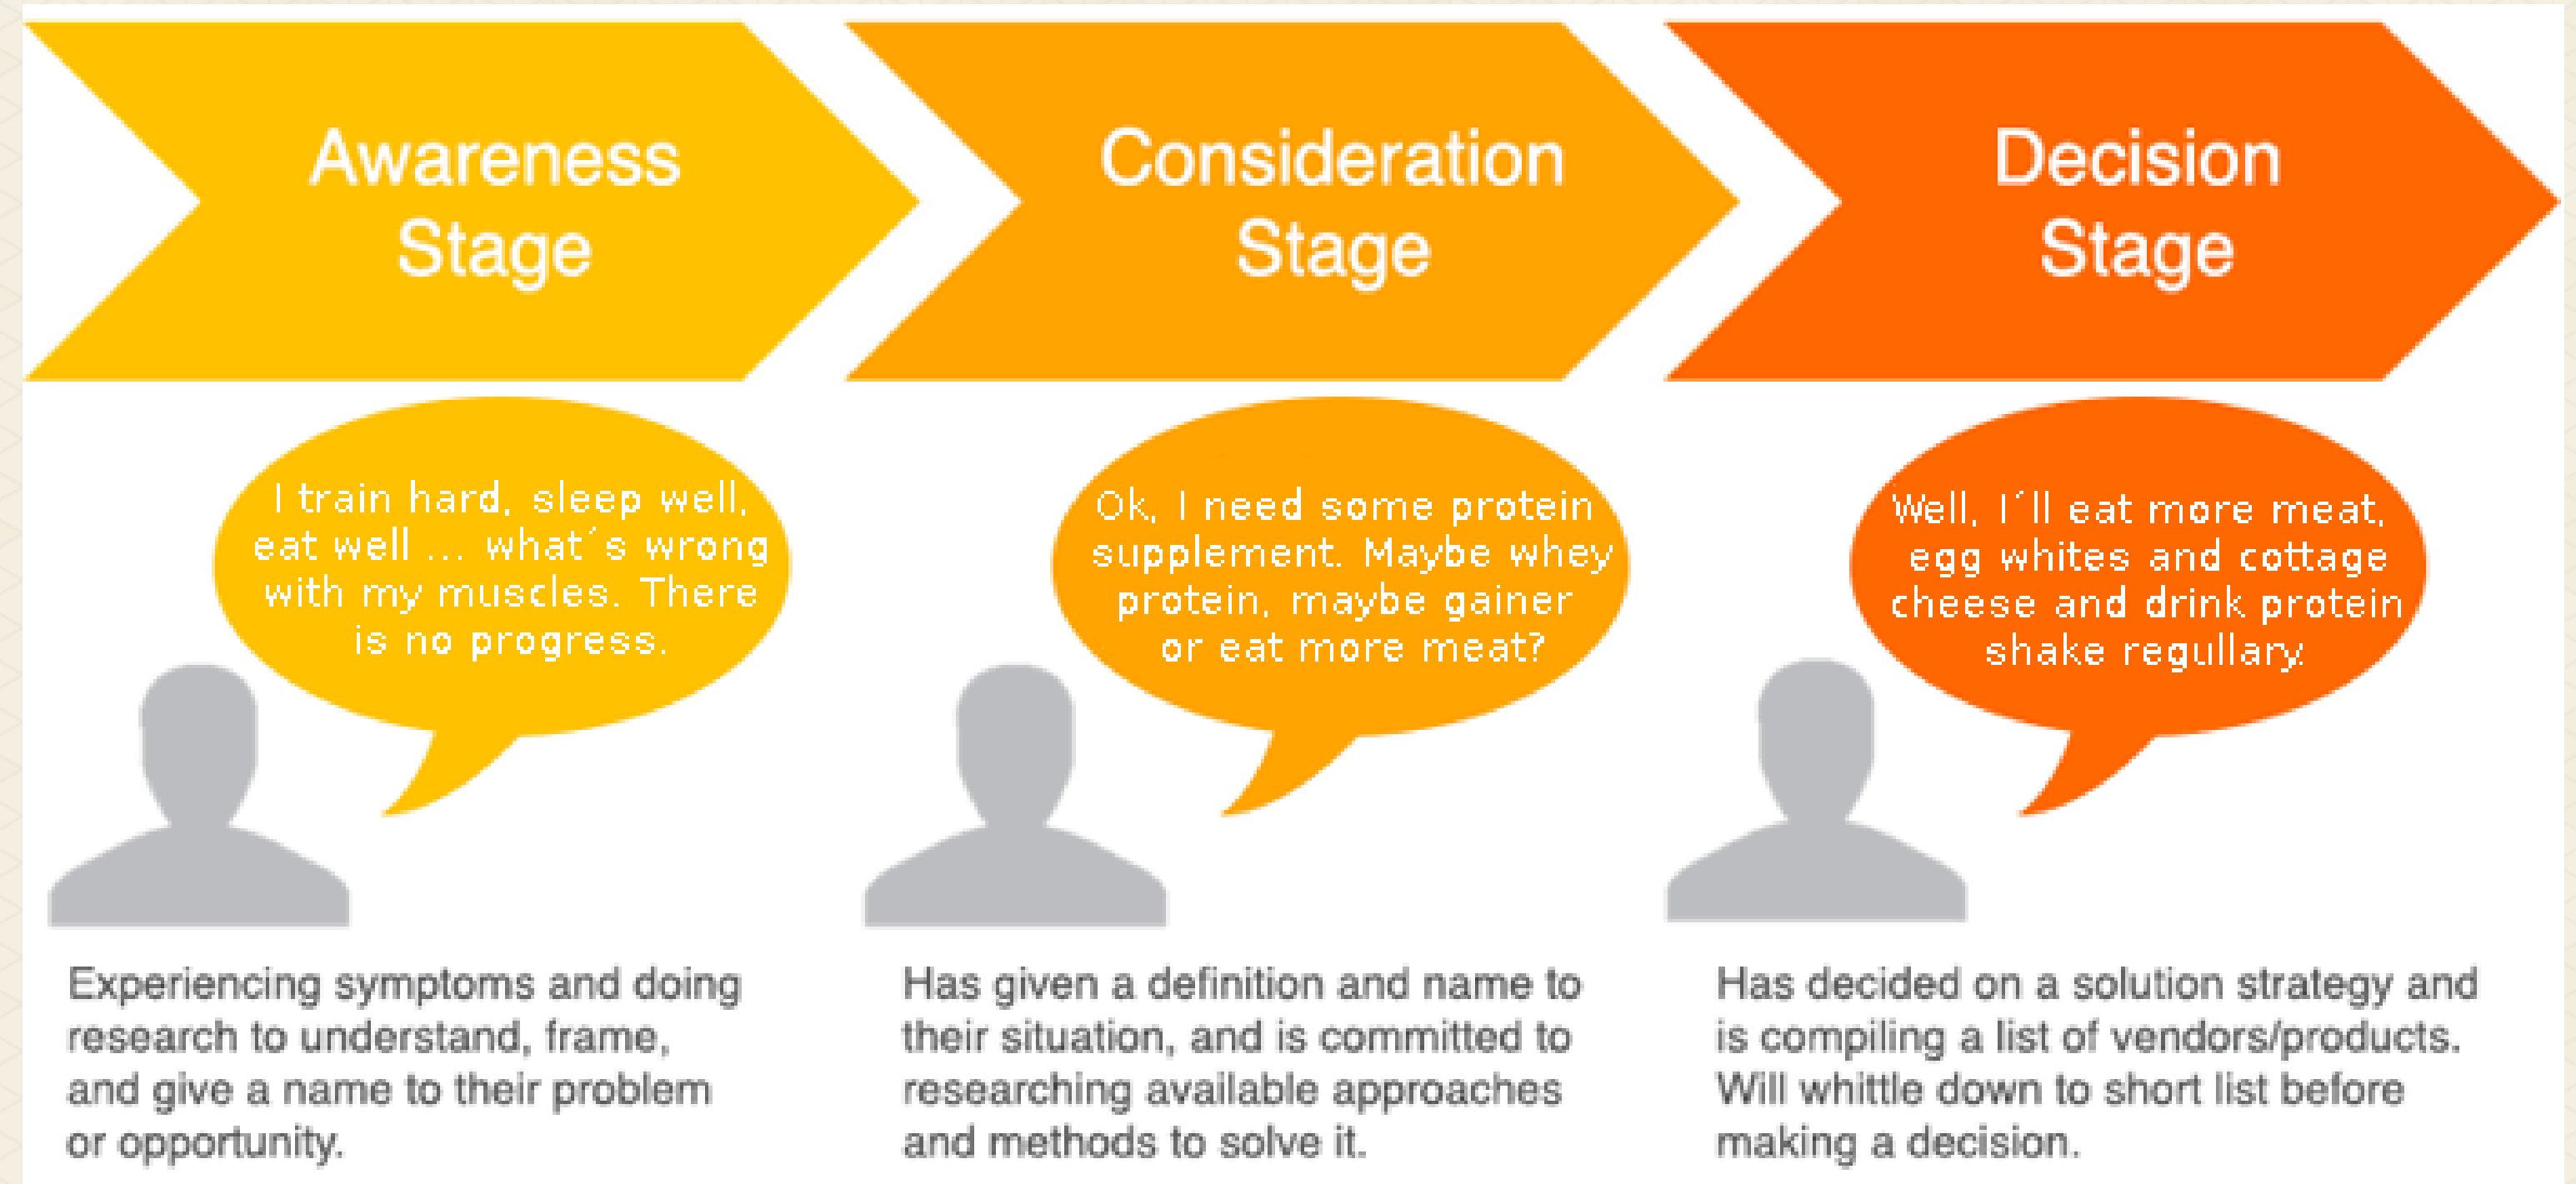 Awareness
Stage
Consideration
Stage
Decision
Stage
I train hard, sleep well,
eat well ... what´s wrong
with my muscles. There
is no progress.
Ok, I need some protein
supplement. Maybe whey
protein, maybe gainer
or eat more meat?
Well, I´ll eat more meat,
egg whites and cottage
cheese and drink protein
shake regullary.
Experiencing symptoms and doing
research to understand, frame,
and give a name to their problem
or opportunity.
Has given a definition and name to
their situation, and is committed to
researching available approaches
and methods to solve it.
Has decided on a solution strategy and
is compiling a list of vendors/products.
Will whittle down to short list before
making a decision.